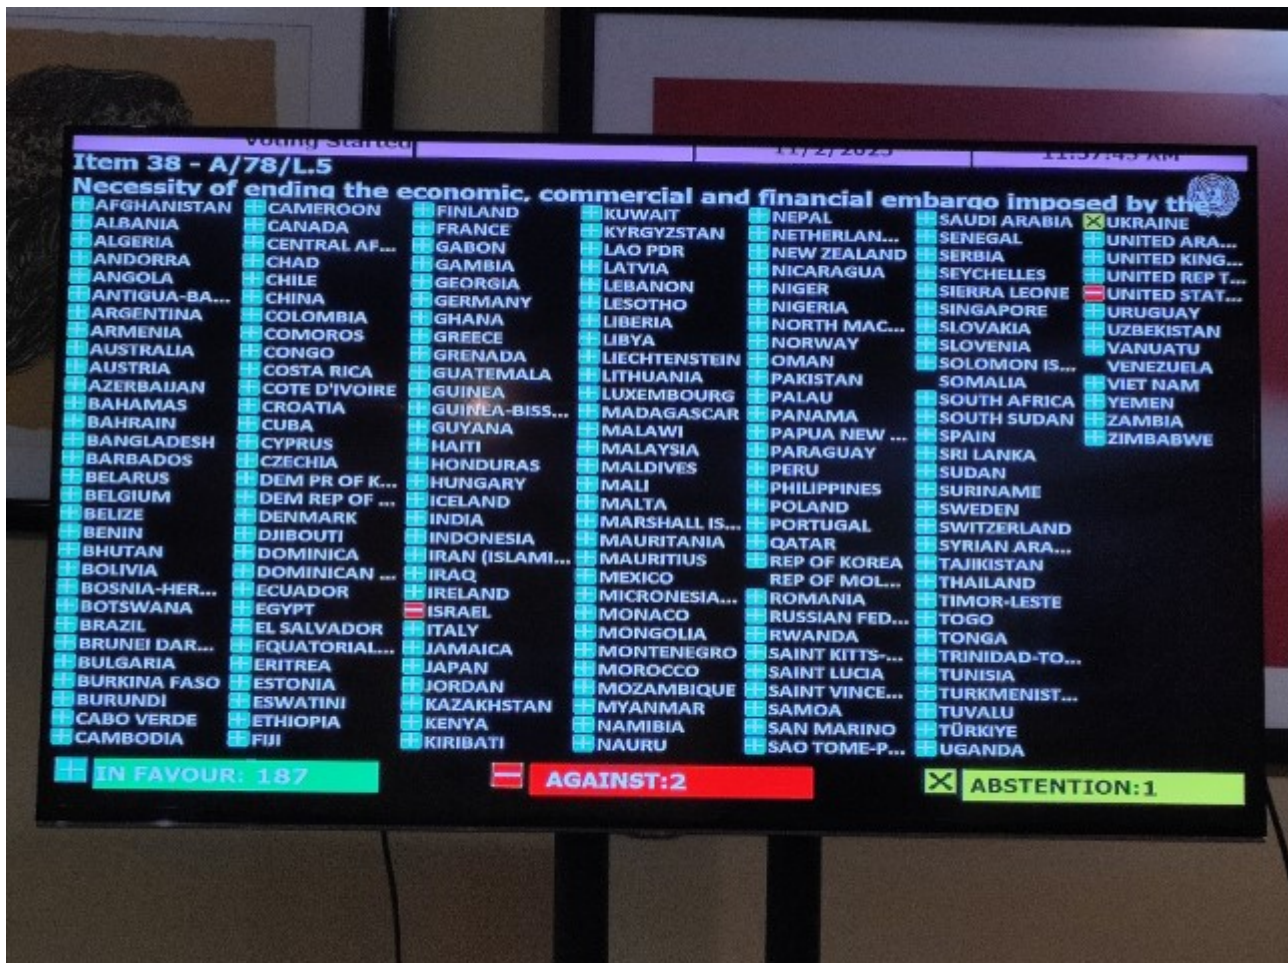 Voting Started 11/2/2023 AM
Item 38 - A/78/L.5
Necessity of ending the economic, commercial and financial embargo imposed by the
AFGHANISTAN
ALBANIA
ALGERIA
ANDORRA
ANGOLA
ANTIGUA-BA...
ARGENTINA
ARMENIA
AUSTRALIA
AUSTRIA
AZERBAIJAN
BAHAMAS
BAHRAIN
BANGLADESH
BARBADOS
BELARUS
BELGIUM
BELIZE
BENIN
BHUTAN
BOLIVIA
BOSNIA-HER...
BOTSWANA
BRAZIL
BRUNEI DAR...
BULGARIA
BURKINA FASO
BURUNDI
CABO VERDE
CAMBODIA
CAMEROON
CANADA
CENTRAL AF...
CHAD
CHILE
CHINA
COLOMBIA
COMOROS
CONGO
COSTA RICA
COTE D'IVOIRE
CROATIA
CUBA
CYPRUS
CZECHIA
DEM PR OF K...
DEM REP OF ...
DENMARK
DJIBOUTI
DOMINICA
DOMINICAN ...
ECUADOR
EGYPT
EL SALVADOR
EQUATORIAL...
ERITREA
ESTONIA
ESWATINI
ETHIOPIA
FIJI
FINLAND
FRANCE
GABON
GAMBIA
GEORGIA
GERMANY
GHANA
GREECE
GRENADA
GUATEMALA
GUINEA
GUINEA-BISS...
GUYANA
HAITI
HONDURAS
HUNGARY
ICELAND
INDIA
INDONESIA
IRAN (ISLAMI...
IRAQ
IRELAND
ISRAEL
ITALY
JAMAICA
JAPAN
JORDAN
KAZAKHSTAN
KENYA
KIRIBATI
KUWAIT
KYRGYZSTAN
LAO PDR
LATVIA
LEBANON
LESOTHO
LIBERIA
LIBYA
LIECHTENSTEIN
LITHUANIA
LUXEMBOURG
MADAGASCAR
MALAWI
MALAYSIA
MALDIVES
MALI
MALTA
MARSHALL IS...
MAURITANIA
MAURITIUS
MEXICO
MICRONESIA...
MONACO
MONGOLIA
MONTENEGRO
MOROCCO
MOZAMBIQUE
MYANMAR
NAMIBIA
NAURU
NEPAL
NETHERLAN...
NEW ZEALAND
NICARAGUA
NIGER
NIGERIA
NORTH MAC...
NORWAY
OMAN
PAKISTAN
PALAU
PANAMA
PAPUA NEW ...
PARAGUAY
PERU
PHILIPPINES
POLAND
PORTUGAL
QATAR
REP OF KOREA
REP OF MOL...
ROMANIA
RUSSIAN FED...
RWANDA
SAINT KITTS-...
SAINT LUCIA
SAINT VINCE...
SAMOA
SAN MARINO
SAO TOME-P...
SAUDI ARABIA
SENEGAL
SERBIA
SEYCHELLES
SIERRA LEONE
SINGAPORE
SLOVAKIA
SLOVENIA
SOLOMON IS...
SOMALIA
SOUTH AFRICA
SOUTH SUDAN
SPAIN
SRI LANKA
SUDAN
SURINAME
SWEDEN
SWITZERLAND
SYRIAN ARA...
TAJIKISTAN
THAILAND
TIMOR-LESTE
TOGO
TONGA
TRINIDAD-TO...
TUNISIA
TURKMENIST...
TUVALU
TÜRKIYE
UGANDA
UKRAINE
UNITED ARA...
UNITED KING...
UNITED REP T...
UNITED STAT...
URUGUAY
UZBEKISTAN
VANUATU
VENEZUELA
VIET NAM
YEMEN
ZAMBIA
ZIMBABWE
IN FAVOUR: 187
AGAINST:2
ABSTENTION:1